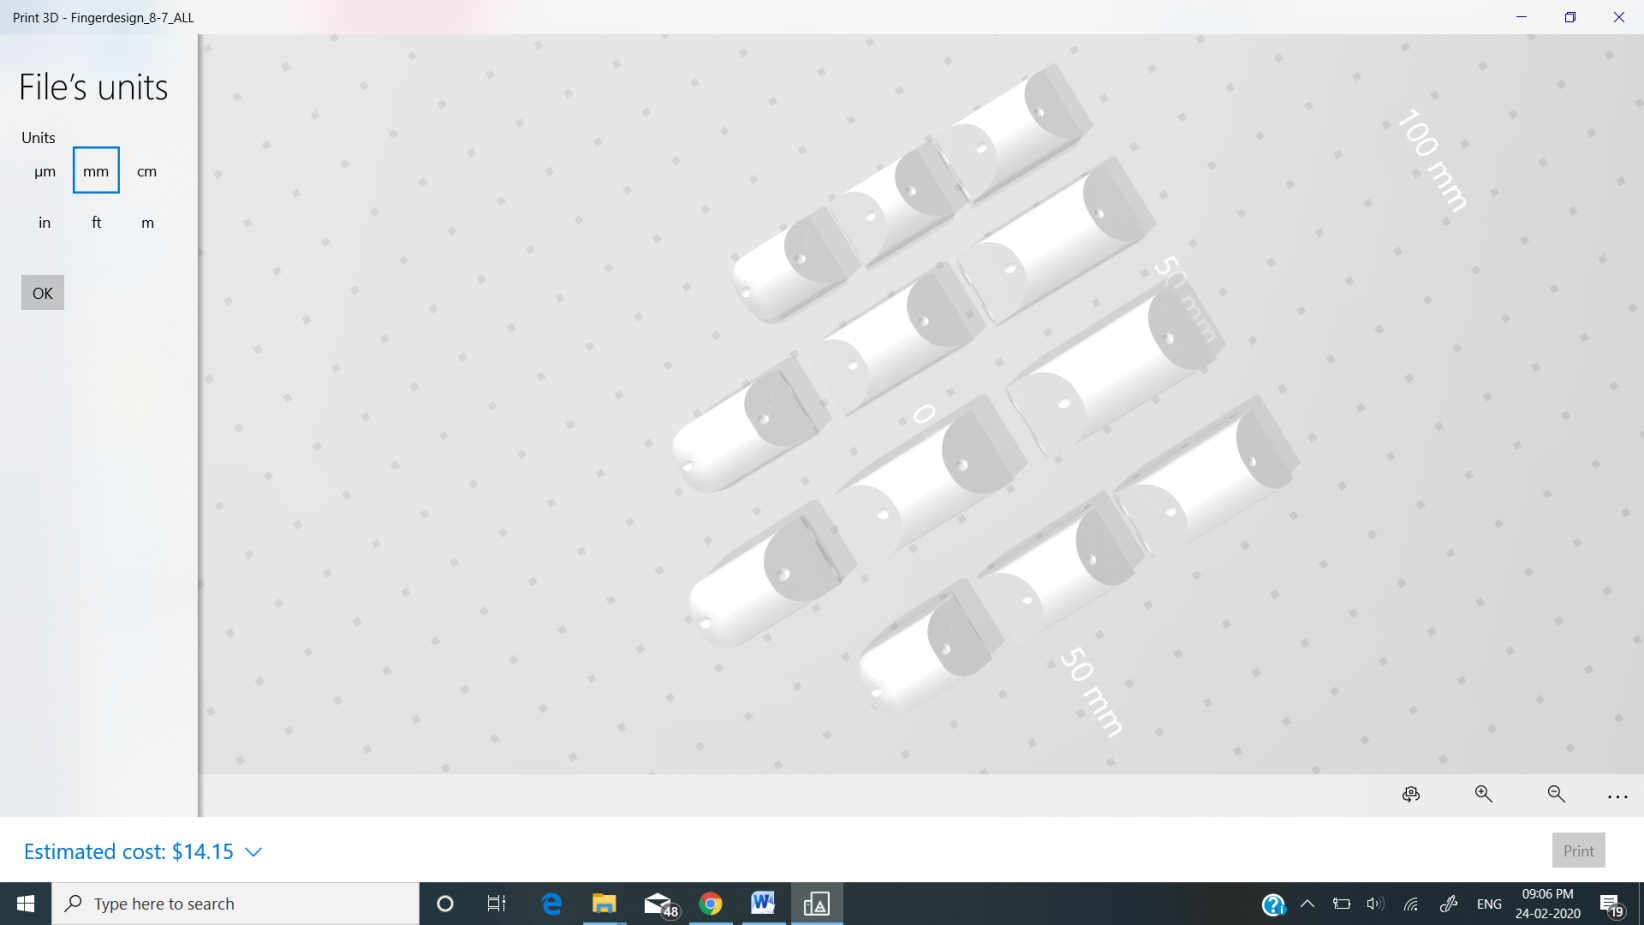 Print 3D - Fingerdesign_8-7_ALL
File's units
Units
µm mm cm
in ft m
OK
100 mm
50 mm
0
50 mm
Estimated cost: $14.15
Print
Type here to search
48
W
ENG
09:06 PM
24-02-2020
19